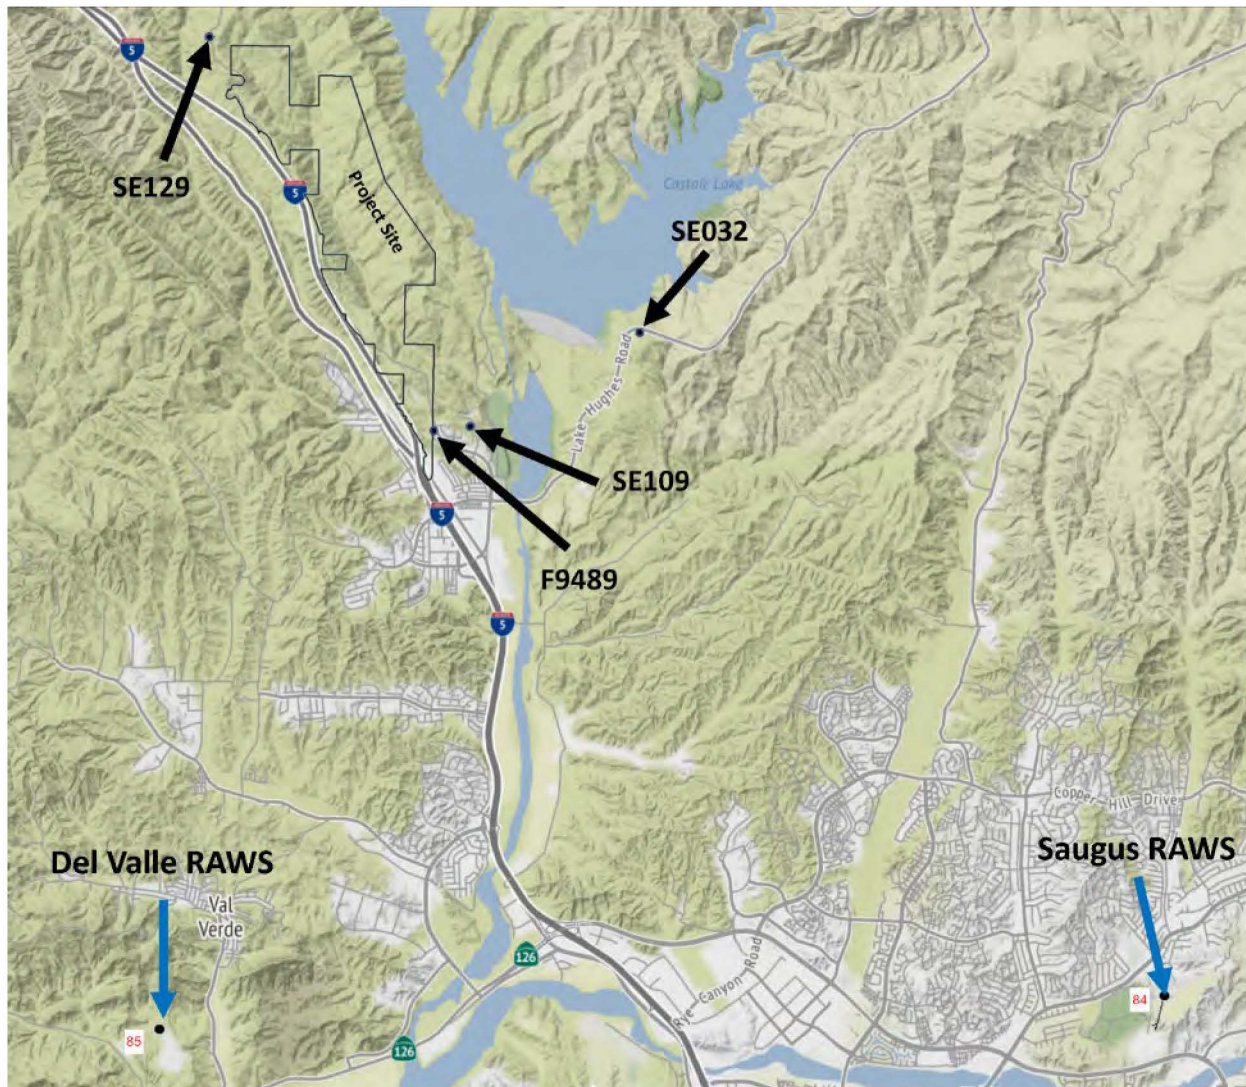 5
SE129
5
Project Site
Castaic Lake
SE032
Lake Hughes Road
SE109
5
F9489
5
Copper Hill Drive
Del Valle RAWS
Saugus RAWS
Val
Verde
126
Rye Canyon Road
84
85
126